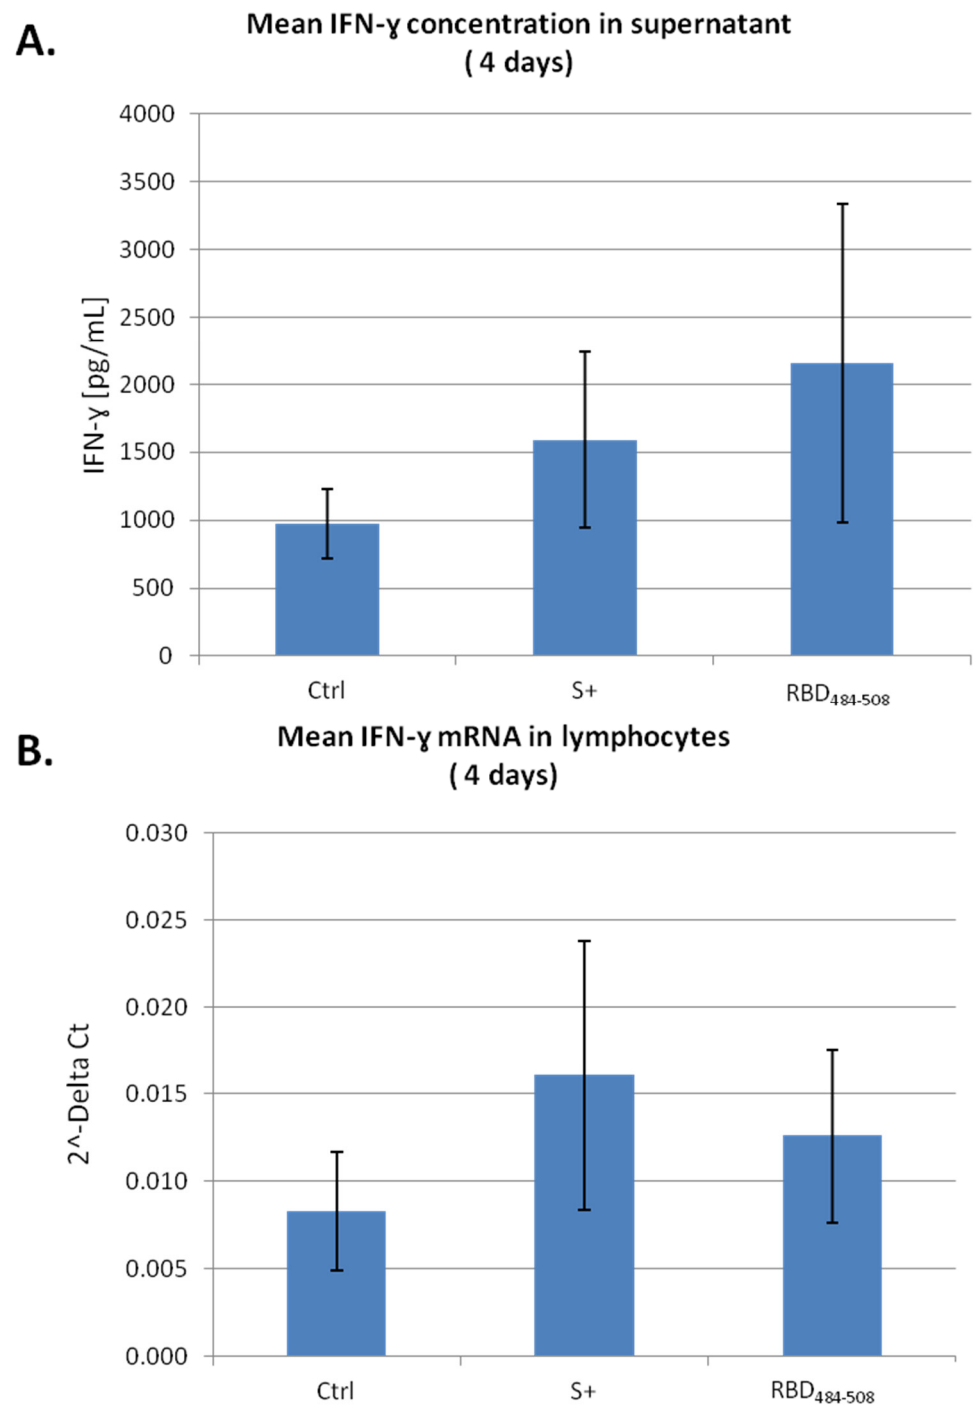 A.
Mean IFN-ɣ concentration in supernatant
( 4 days)
4000
3500
3000
2500
2000
1500
1000
500
0
IFN-ɣ [pg/mL]
Ctrl S+ RBD484-508
B.
Mean IFN-ɣ mRNA in lymphocytes
( 4 days)
0.030
0.025
0.020
0.015
0.010
0.005
0.000
2^-Delta Ct
Ctrl S+ RBD484-508